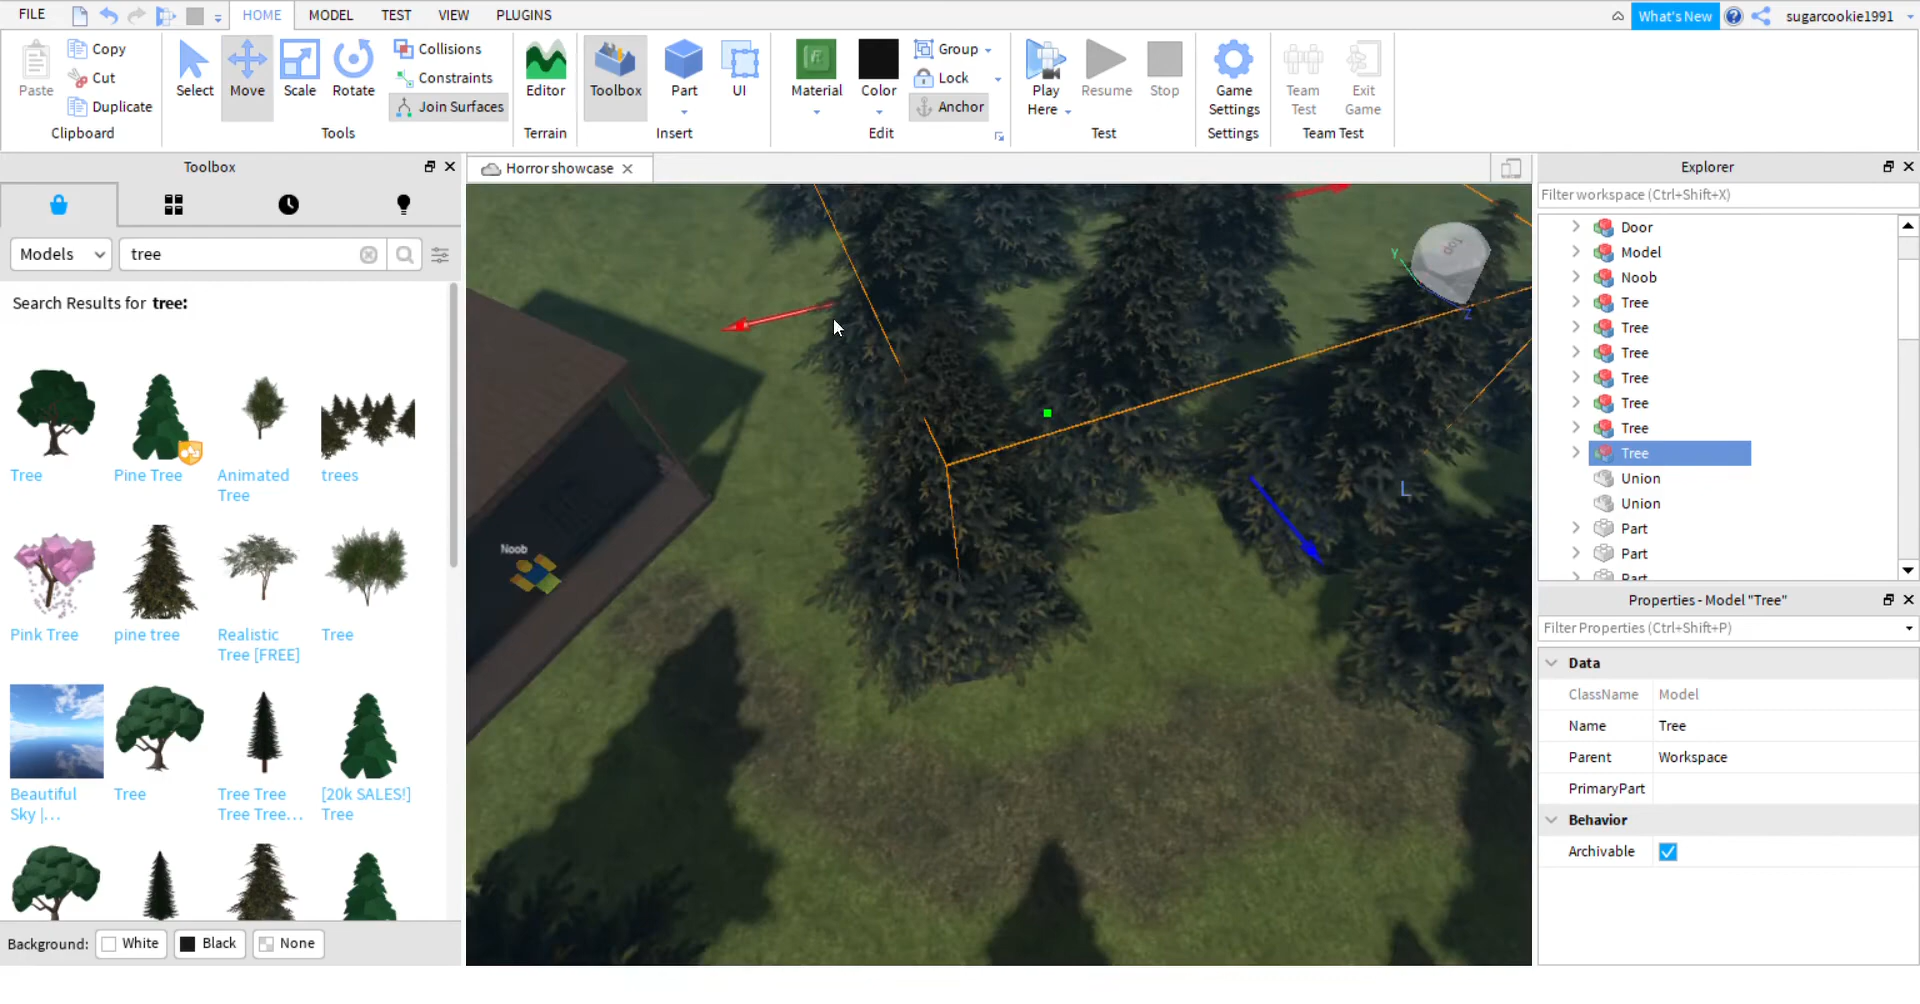 FILE
HOME
MODEL
TEST
VIEW
PLUGINS
What's New
sugarcookie1991
Paste
Copy
Cut
Duplicate
Clipboard
Select
Move
Scale
Rotate
Collisions
Constraints
Join Surfaces
Tools
Editor
Terrain
Toolbox
Part
UI
Insert
Material
Color
Group
Lock
Anchor
Edit
Play
Here
Resume
Stop
Test
Game
Settings
Settings
Team
Test
Exit
Game
Team Test
Toolbox
Models
tree
Search Results for tree:
Tree
Pine Tree
Animated
Tree
trees
Pink Tree
pine tree
Realistic
Tree [FREE]
Tree
Beautiful
Sky |...
Tree
Tree Tree
Tree Tree...
[20k SALES!]
Tree
Background:
White
Black
None
Horror showcase
Noob
Top
Y
Z
L
Explorer
Filter workspace (Ctrl+Shift+X)
Door
Model
Noob
Tree
Tree
Tree
Tree
Tree
Tree
Tree
Union
Union
Part
Part
Part
Properties - Model "Tree"
Filter Properties (Ctrl+Shift+P)
Data
ClassName Model
Name Tree
Parent Workspace
PrimaryPart
Behavior
Archivable